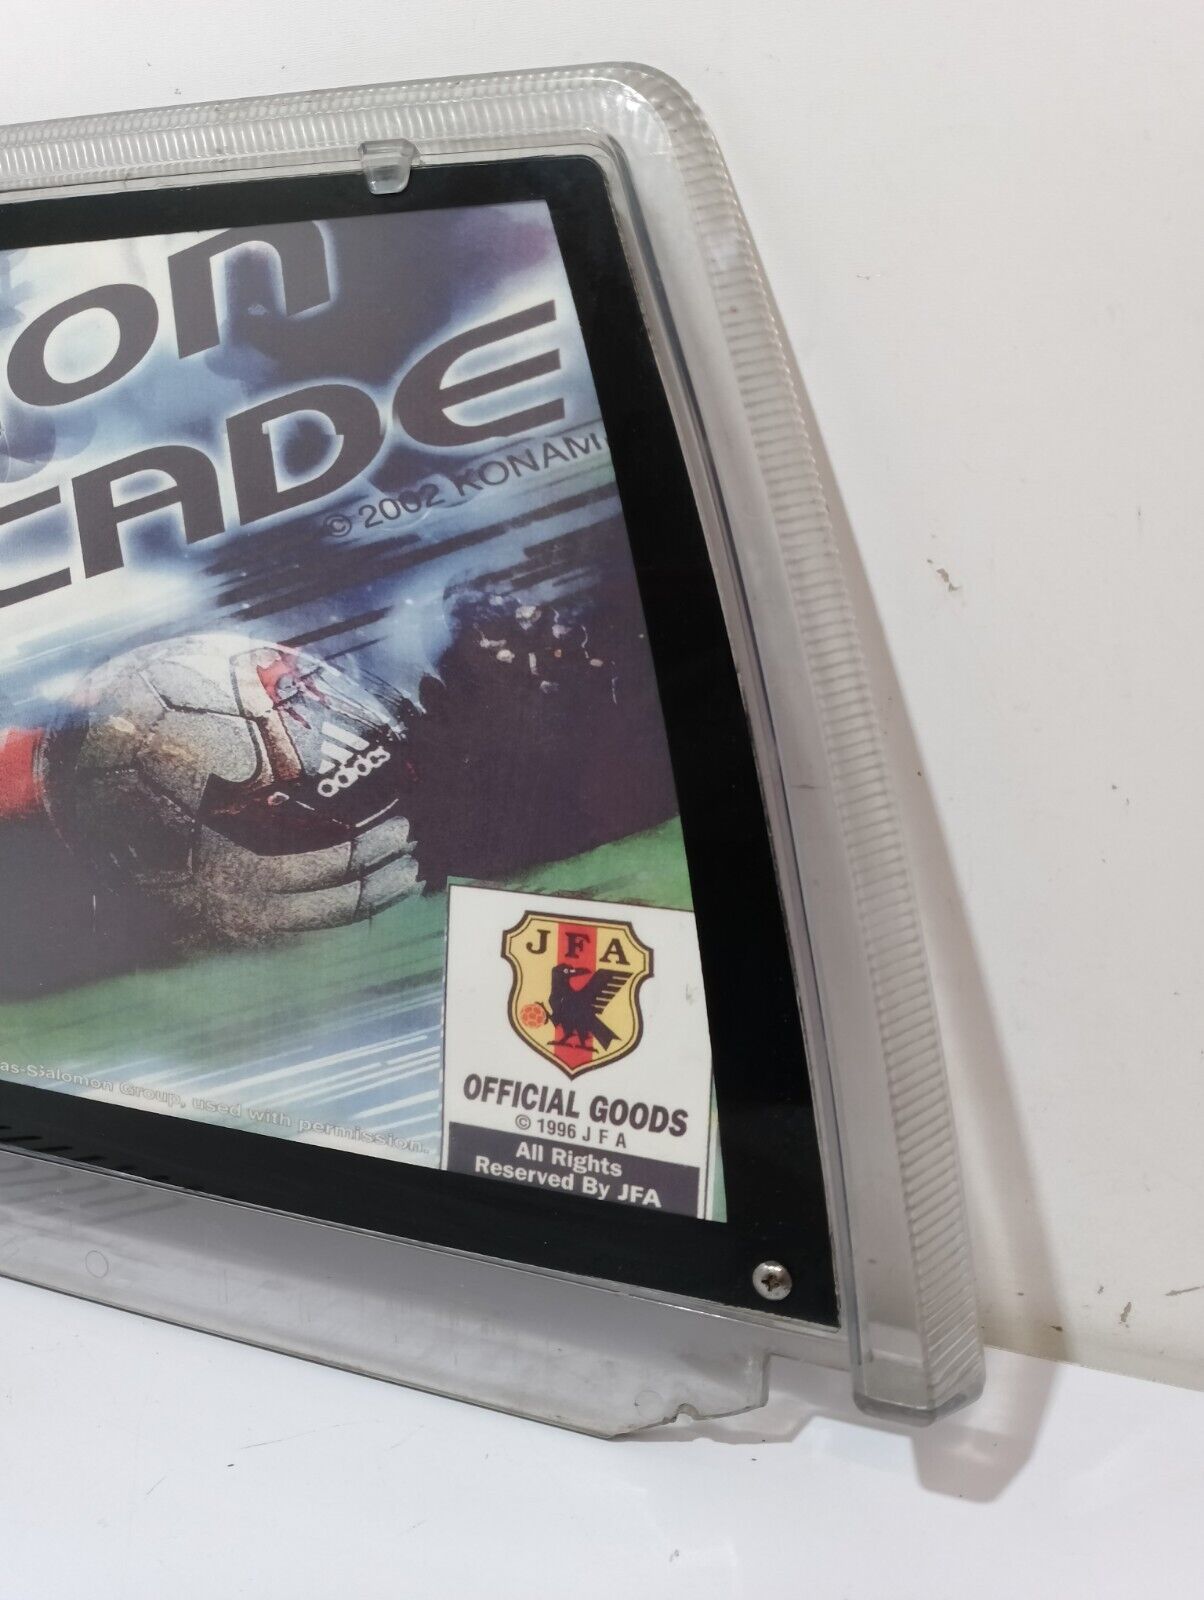 ON
CADE
© 2002 KONAMI
adidas
as-Salomon Group, used with permission.
JFA
OFFICIAL GOODS
© 1996 J F A
All Rights
Reserved By JFA